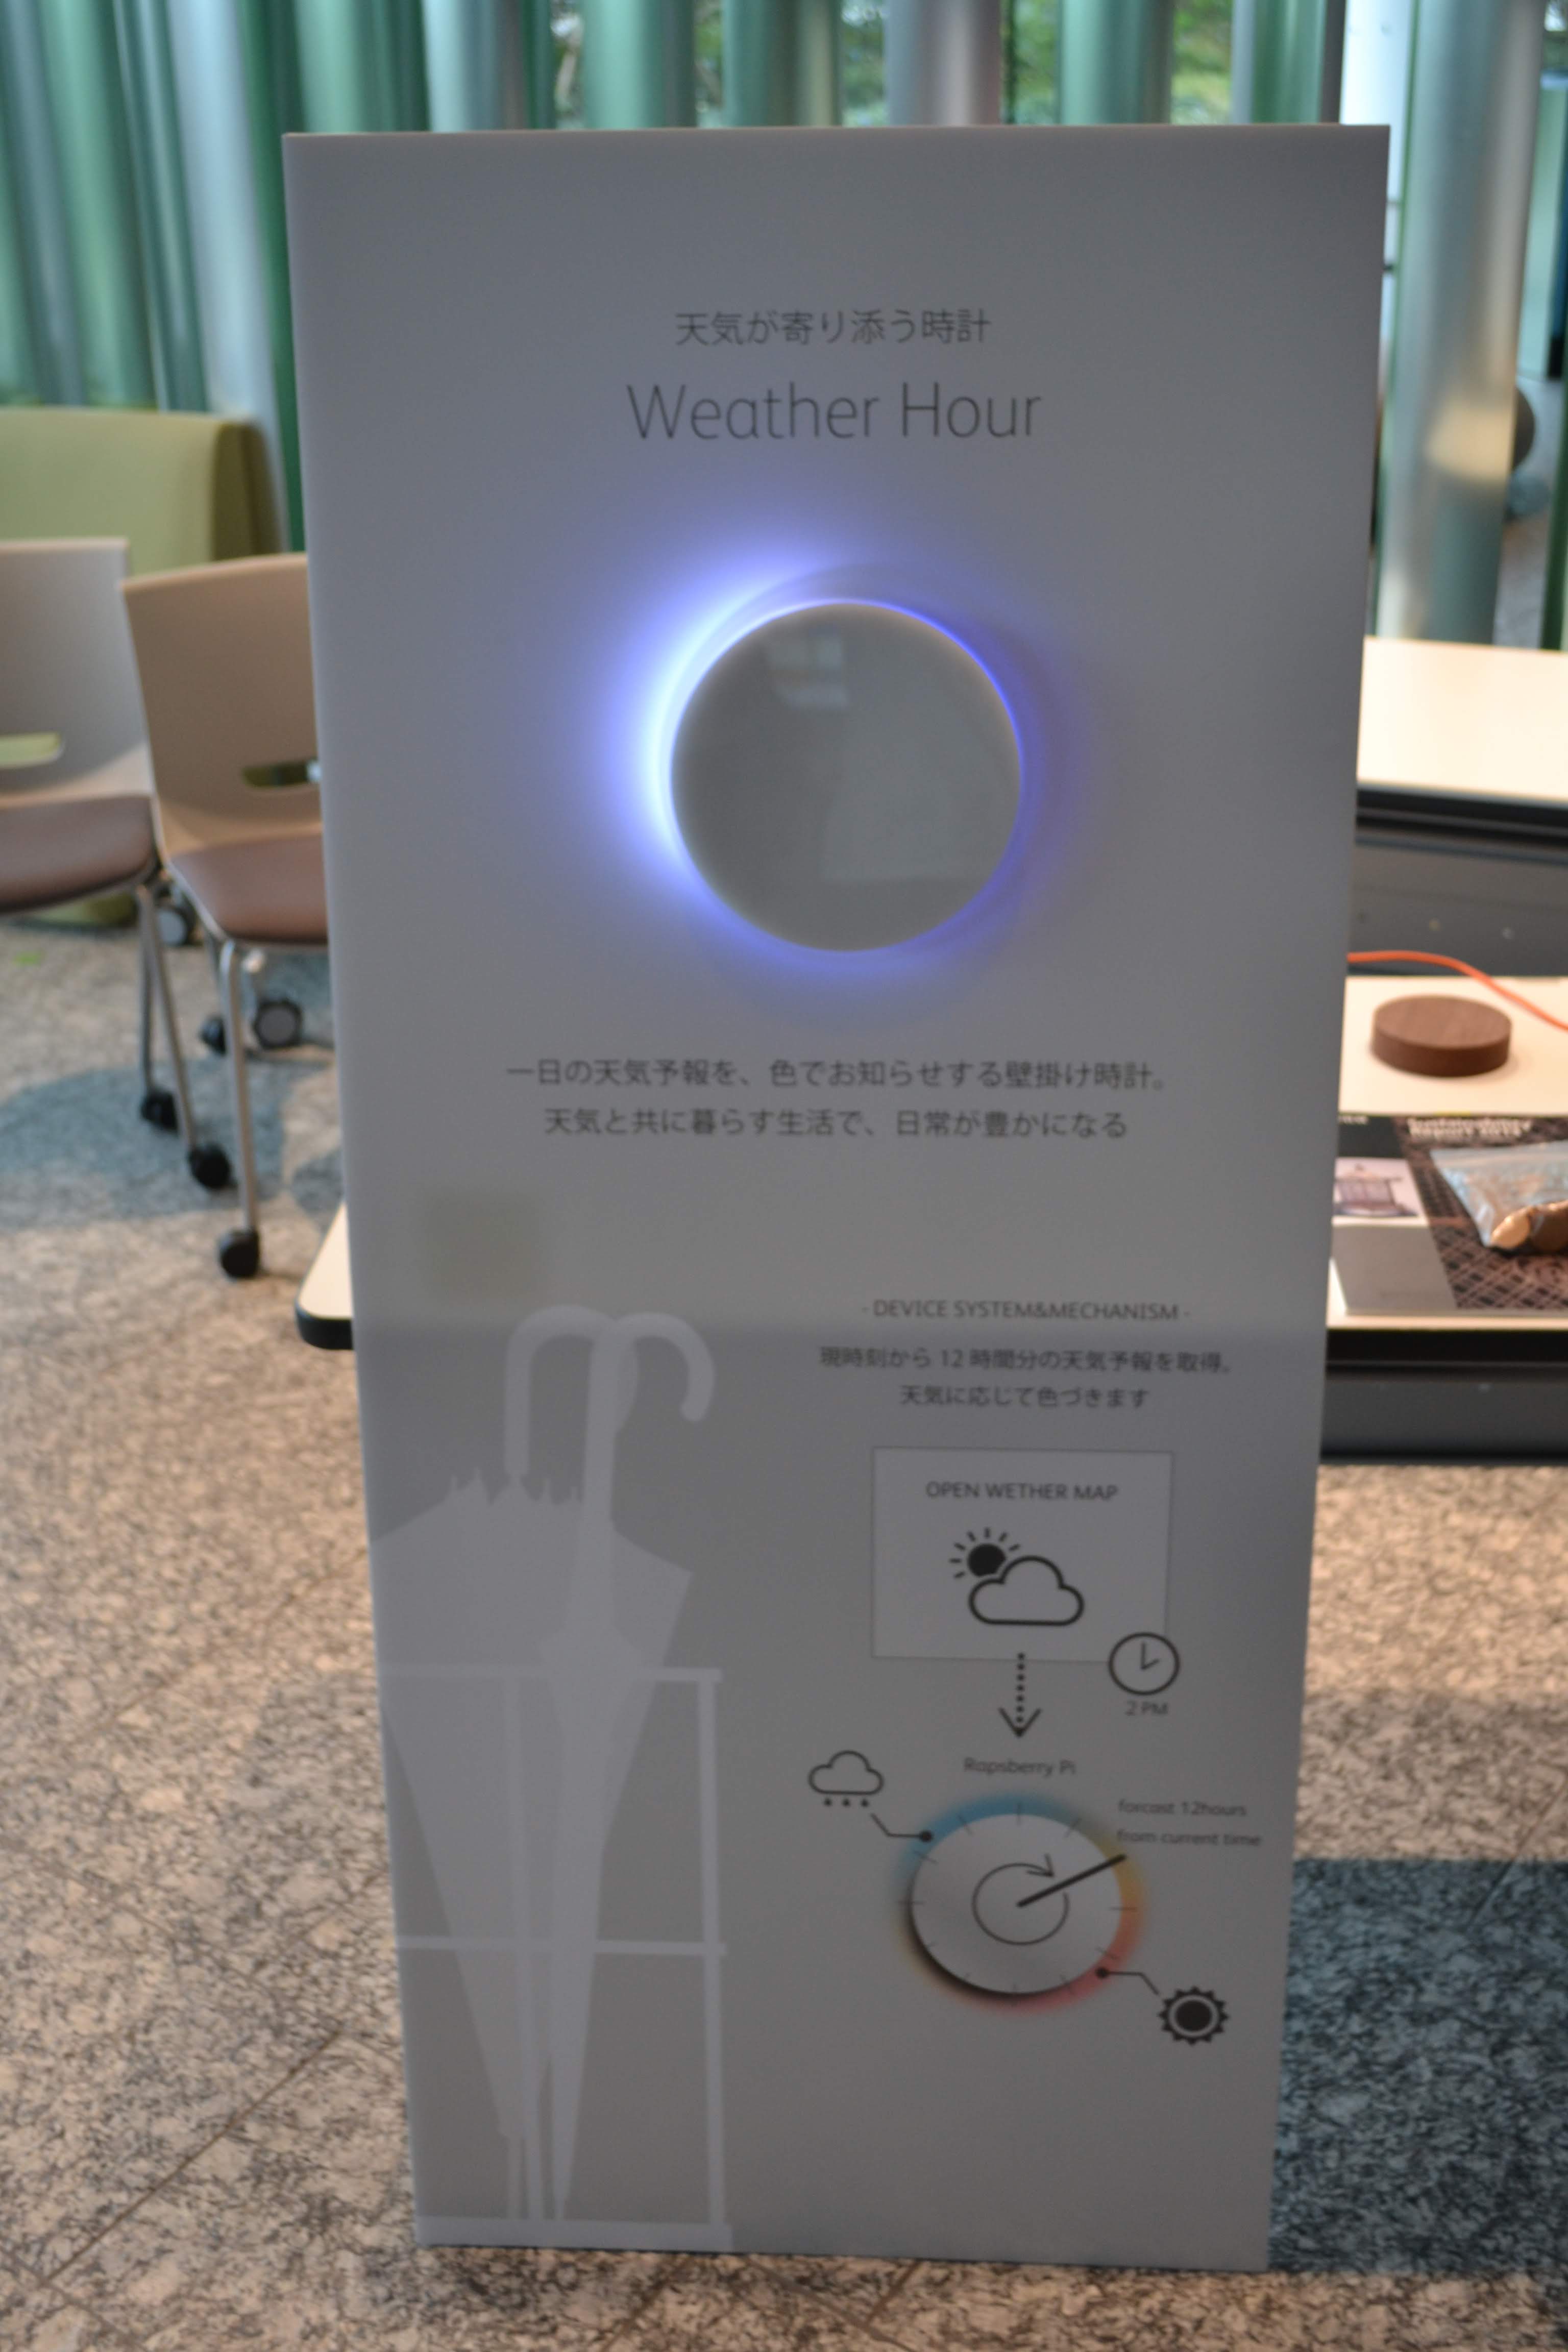 天気が寄り添う時計
Weather Hour
一日の天気予報を、色でお知らせする壁掛け時計。
天気と共に暮らす生活で、日常が豊かになる
- DEVICE SYSTEM&MECHANISM -
現時刻から 12 時間分の天気予報を取得。
天気に応じて色づきます
OPEN WETHER MAP
2 PM
Rapsberry Pi
forcast 12hours
from current time